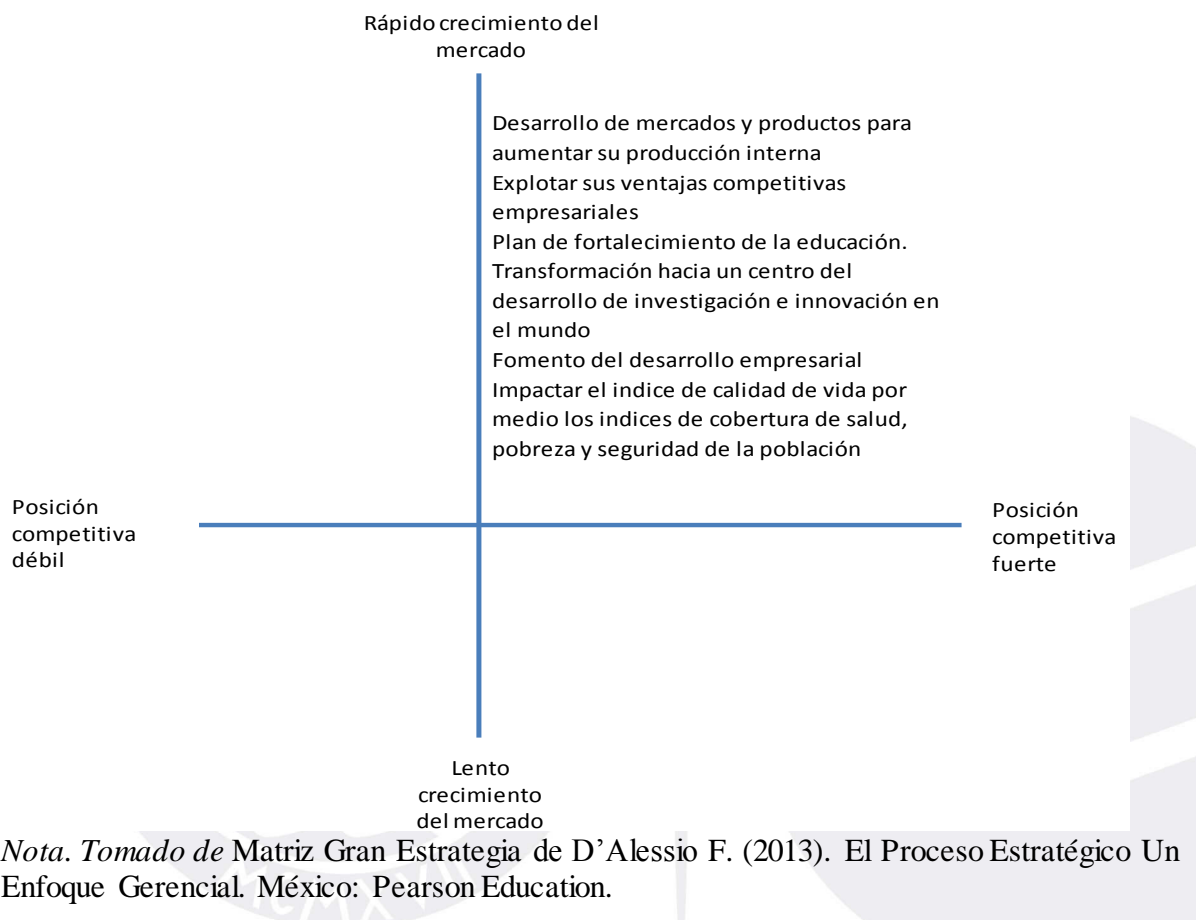 Rápido crecimiento del
mercado
Desarrollo de mercados y productos para
aumentar su producción interna
Explotar sus ventajas competitivas
empresariales
Plan de fortalecimiento de la educación.
Transformación hacia un centro del
desarrollo de investigación e innovación en
el mundo
Fomento del desarrollo empresarial
Impactar el indice de calidad de vida por
medio los indices de cobertura de salud,
pobreza y seguridad de la población
Posición
competitiva
débil
Posición
competitiva
fuerte
Lento
crecimiento
del mercado
Nota. Tomado de Matriz Gran Estrategia de D’Alessio F. (2013). El Proceso Estratégico Un
Enfoque Gerencial. México: Pearson Education.